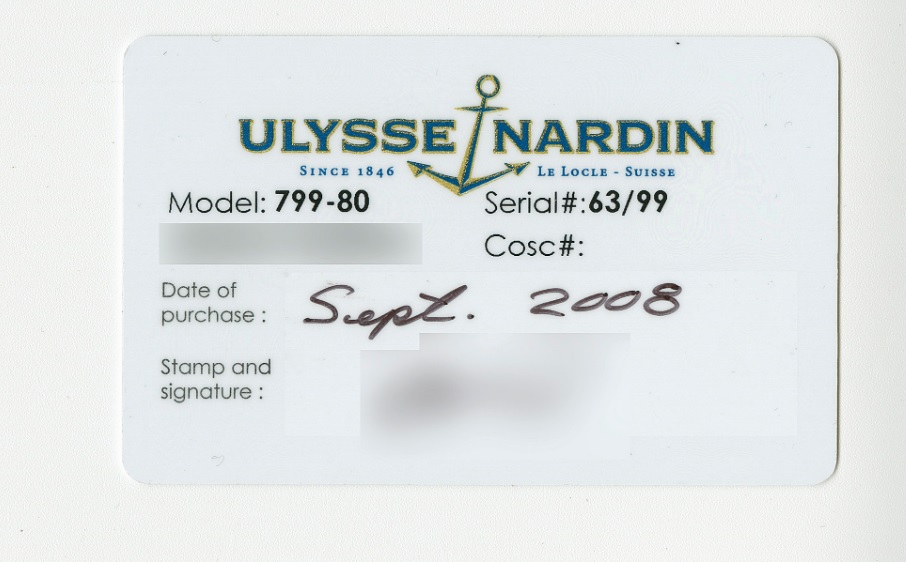 ULYSSE NARDIN
SINCE 1846 LE LOCLE - SUISSE
Model: 799-80 Serial#:63/99
Cosc#:
Date of
purchase : Sept. 2008
Stamp and
signature :